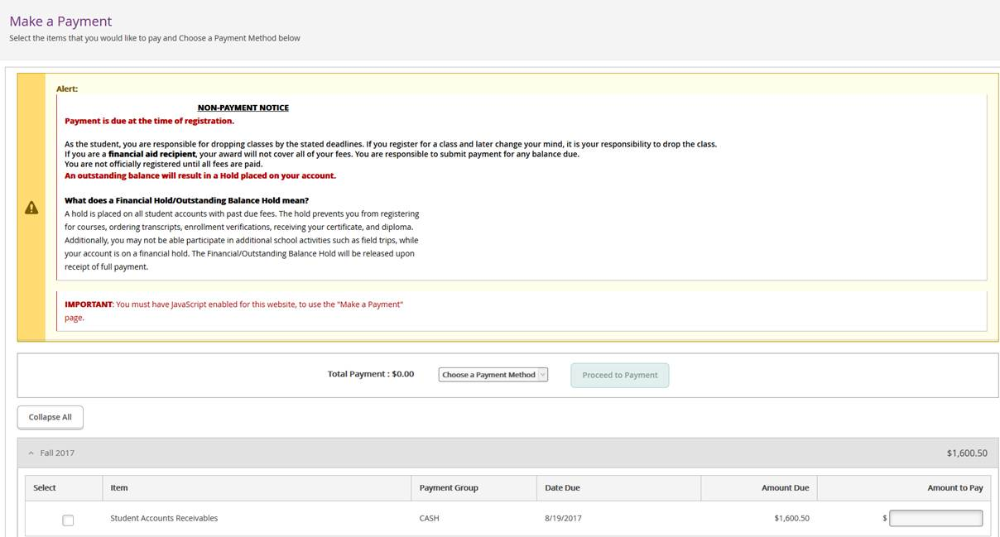 Make a Payment
Select the items that you would like to pay and Choose a Payment Method below
Alert:
NON-PAYMENT NOTICE
Payment is due at the time of registration.
As the student, you are responsible for dropping classes by the stated deadlines. If you register for a class and later change your mind, it is your responsibility to drop the class.
If you are a financial aid recipient, your award will not cover all of your fees. You are responsible to submit payment for any balance due.
You are not officially registered until all fees are paid.
An outstanding balance will result in a Hold placed on your account.
What does a Financial Hold/Outstanding Balance Hold mean?
A hold is placed on all student accounts with past due fees. The hold prevents you from registering
for courses, ordering transcripts, enrollment verifications, receiving your certificate, and diploma.
Additionally, you may not be able participate in additional school activities such as field trips, while
your account is on a financial hold. The Financial/Outstanding Balance Hold will be released upon
receipt of full payment.
IMPORTANT: You must have JavaScript enabled for this website, to use the "Make a Payment"
page.
Total Payment : $0.00 Choose a Payment Method Proceed to Payment
Collapse All
Fall 2017 $1,600.50
Select Item Payment Group Date Due Amount Due Amount to Pay
Student Accounts Receivables CASH 8/19/2017 $1,600.50 $